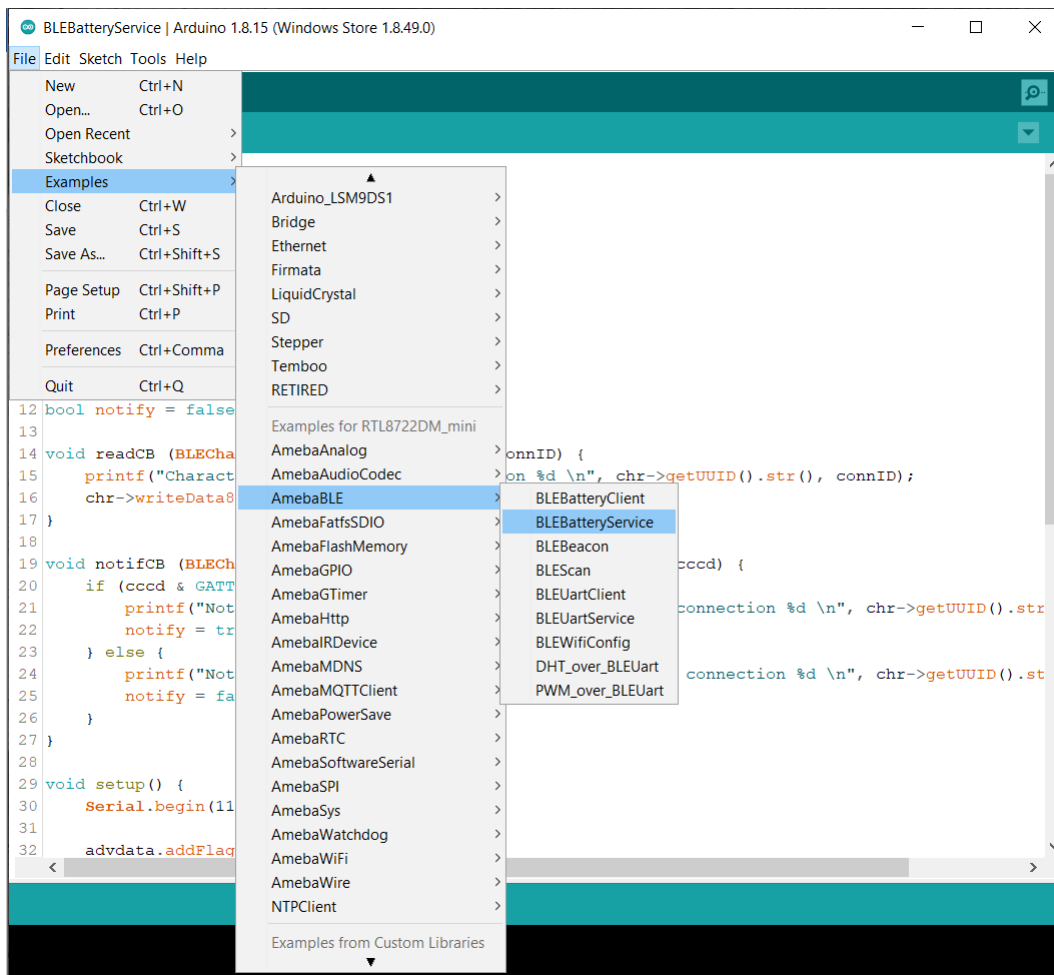 BLEBatteryService | Arduino 1.8.15 (Windows Store 1.8.49.0)
File Edit Sketch Tools Help
New Ctrl+N
Open... Ctrl+O
Open Recent
Sketchbook
Examples
Close Ctrl+W
Save Ctrl+S
Save As... Ctrl+Shift+S
Page Setup Ctrl+Shift+P
Print Ctrl+P
Preferences Ctrl+Comma
Quit Ctrl+Q
Arduino_LSM9DS1
Bridge
Ethernet
Firmata
LiquidCrystal
SD
Stepper
Temboo
RETIRED
Examples for RTL8722DM_mini
AmebaAnalog
AmebaAudioCodec
AmebaBLE
AmebaFatfsSDIO
AmebaFlashMemory
AmebaGPIO
AmebaGTimer
AmebaHttp
AmebaIRDevice
AmebaMDNS
AmebaMQTTClient
AmebaPowerSave
AmebaRTC
AmebaSoftwareSerial
AmebaSPI
AmebaSys
AmebaWatchdog
AmebaWiFi
AmebaWire
NTPClient
Examples from Custom Libraries
BLEBatteryClient
BLEBatteryService
BLEBeacon
BLEScan
BLEUartClient
BLEUartService
BLEWifiConfig
DHT_over_BLEUart
PWM_over_BLEUart
12 bool notify = false
13
14 void readCB (BLECha onnID) {
15 printf("Charact on %d \n", chr->getUUID().str(), connID);
16 chr->writeData8
17 }
18
19 void notifCB (BLECh cccd) {
20 if (cccd & GATT
21 printf("Not connection %d \n", chr->getUUID().str
22 notify = tr
23 } else {
24 printf("Not connection %d \n", chr->getUUID().st
25 notify = fa
26 }
27 }
28
29 void setup() {
30 Serial.begin(11
31
32 advdata.addFlag